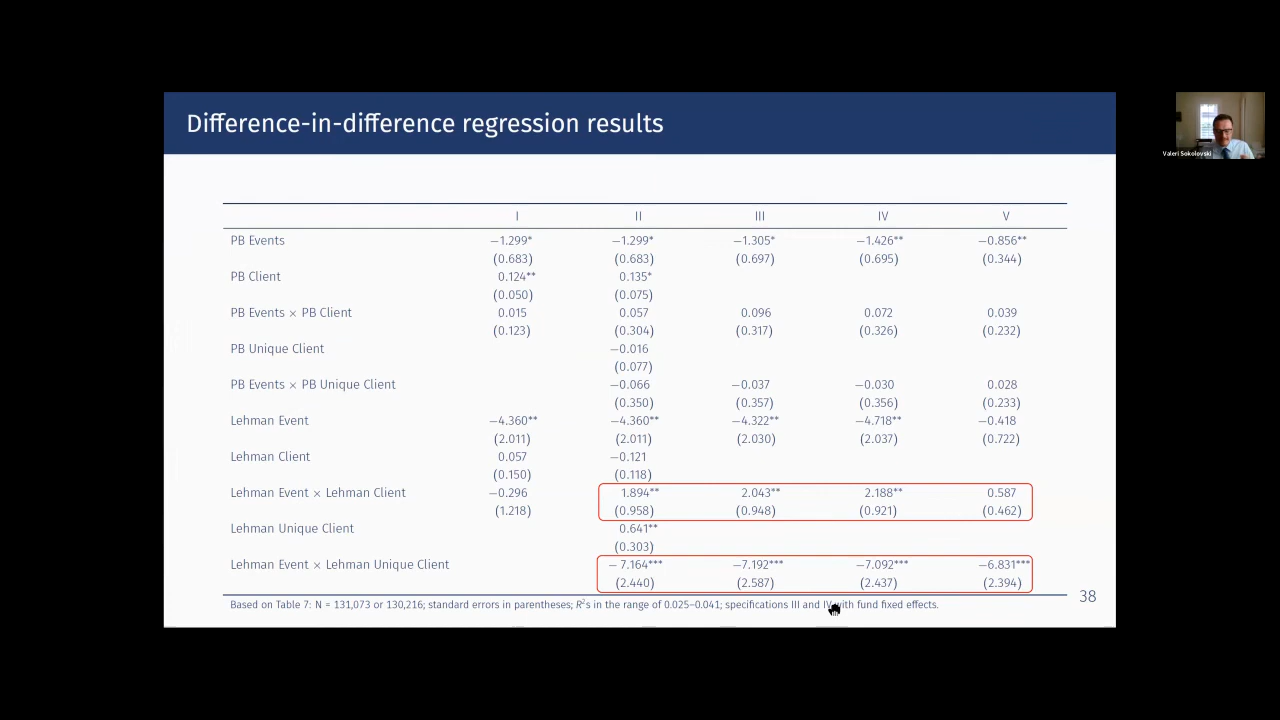 Difference-in-difference regression results
Valeri Sokolovski
I II III IV V
PB Events −1.299* −1.299* −1.305* −1.426** −0.856**
(0.683) (0.683) (0.697) (0.695) (0.344)
PB Client 0.124** 0.135*
(0.050) (0.075)
PB Events × PB Client 0.015 0.057 0.096 0.072 0.039
(0.123) (0.304) (0.317) (0.326) (0.232)
PB Unique Client −0.016
(0.077)
PB Events × PB Unique Client −0.066 −0.037 −0.030 0.028
(0.350) (0.357) (0.356) (0.233)
Lehman Event −4.360** −4.360** −4.322** −4.718** −0.418
(2.011) (2.011) (2.030) (2.037) (0.722)
Lehman Client 0.057 −0.121
(0.150) (0.118)
Lehman Event × Lehman Client −0.296 1.894** 2.043** 2.188** 0.587
(1.218) (0.958) (0.948) (0.921) (0.462)
Lehman Unique Client 0.641**
(0.303)
Lehman Event × Lehman Unique Client −7.164*** −7.192*** −7.092*** −6.831***
(2.440) (2.587) (2.437) (2.394)
Based on Table 7: N = 131,073 or 130,216; standard errors in parentheses; R²s in the range of 0.025–0.041; specifications III and IV with fund fixed effects.
38